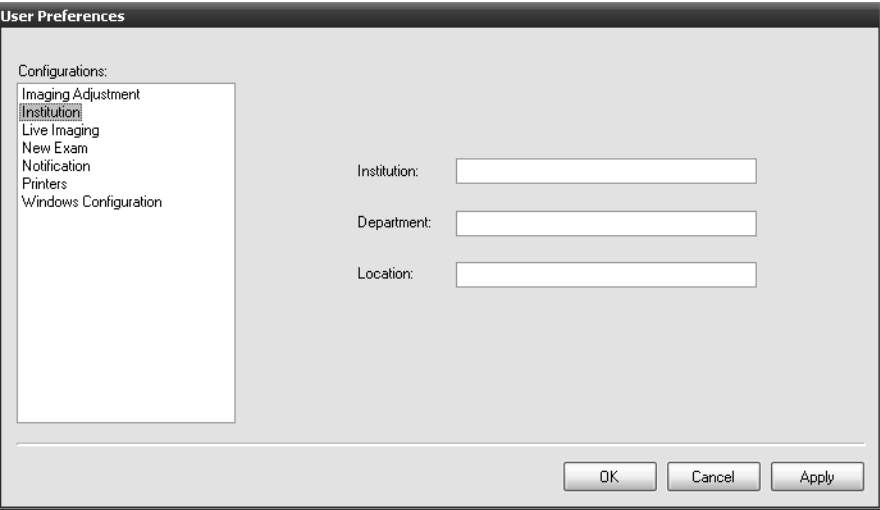 User Preferences
Configurations:
Imaging Adjustment
Institution
Live Imaging
New Exam
Notification
Printers
Windows Configuration
Institution:
Department:
Location:
OK Cancel Apply